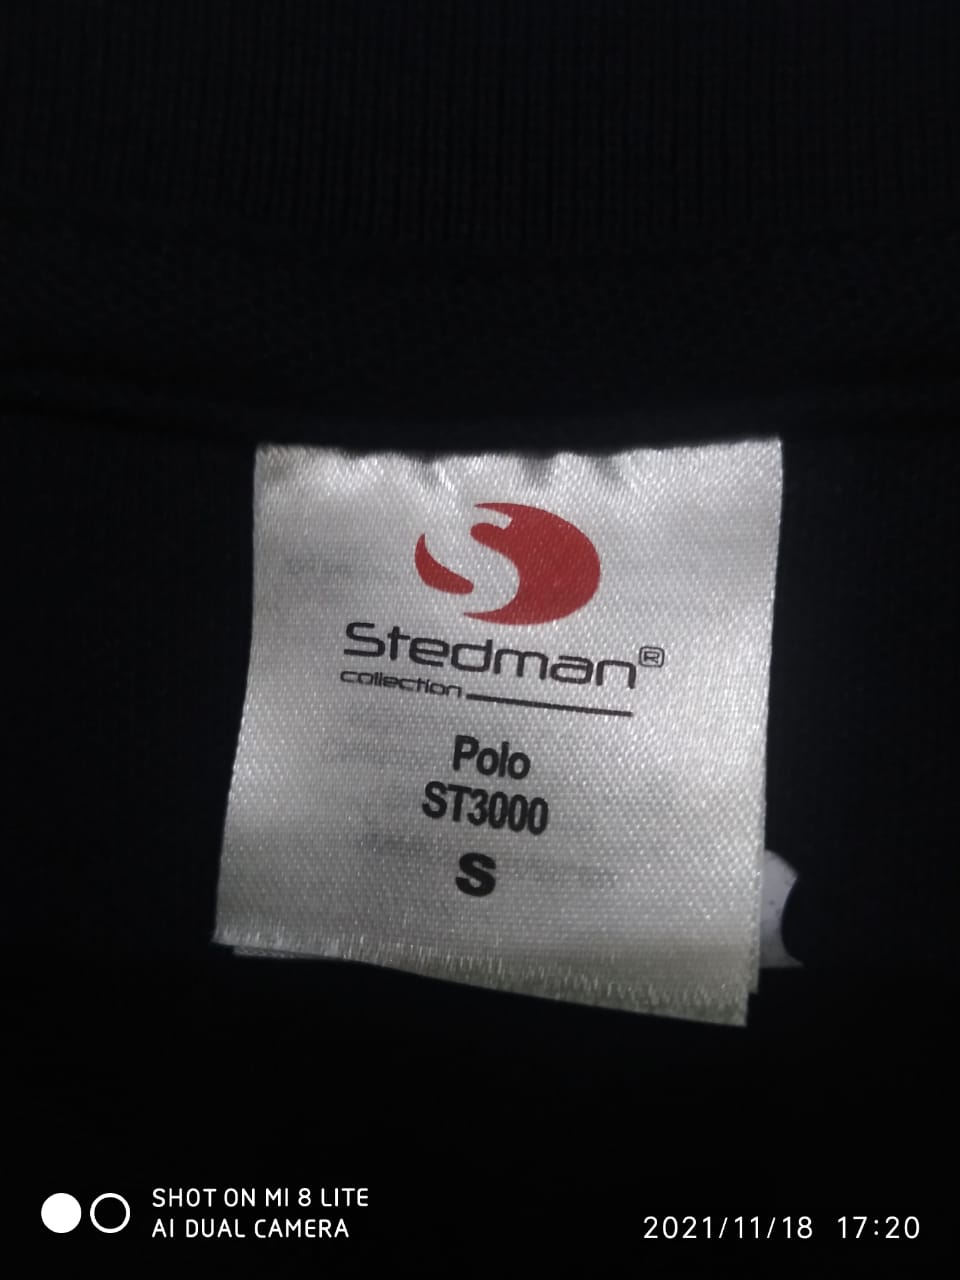 Stedman®
collection
Polo
ST3000
S
SHOT ON MI 8 LITE
AI DUAL CAMERA
2021/11/18 17:20